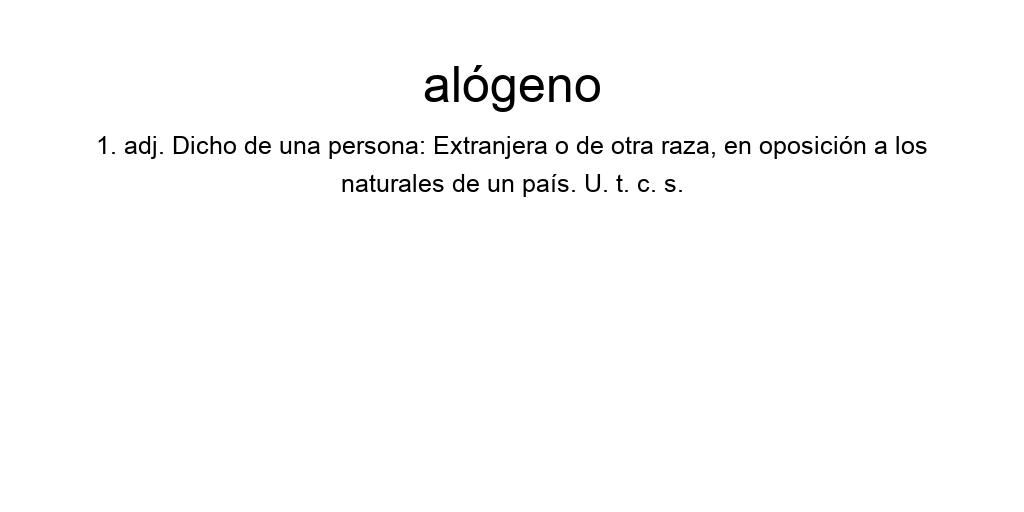 alógeno
1. adj. Dicho de una persona: Extranjera o de otra raza, en oposición a los
naturales de un país. U. t. c. s.